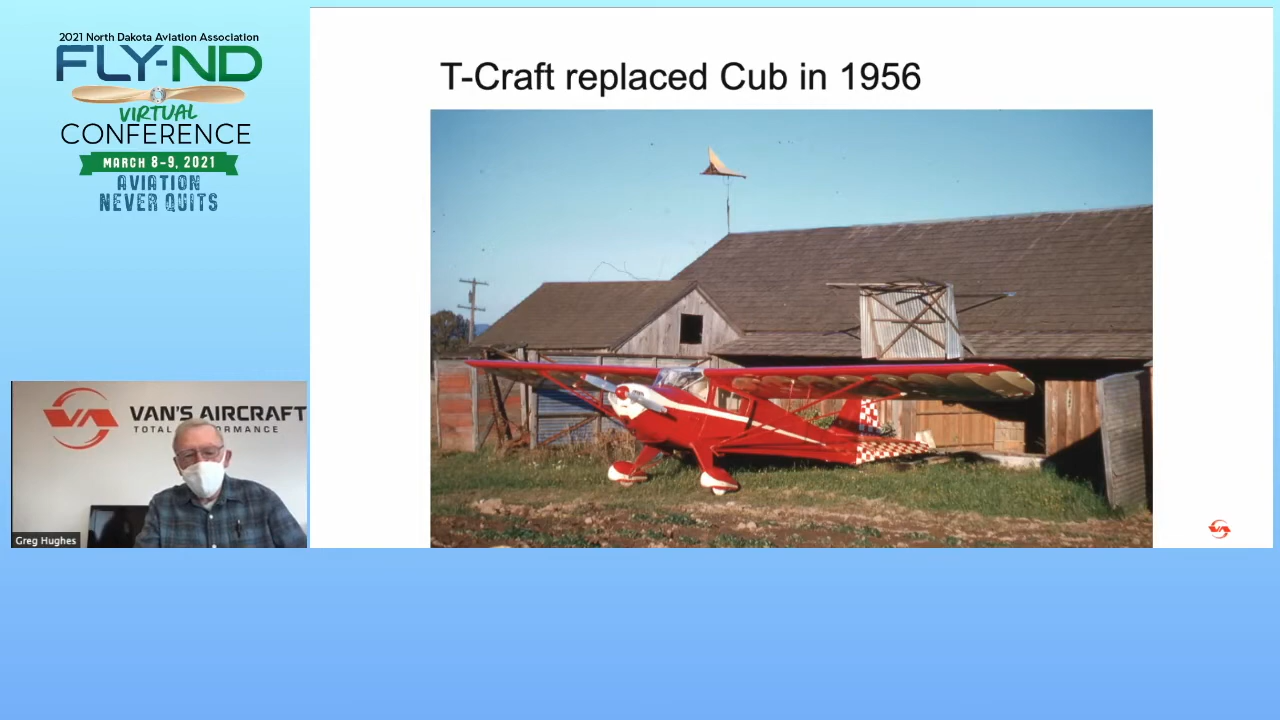 2021 North Dakota Aviation Association
FLY-ND
VIRTUAL
CONFERENCE
MARCH 8-9, 2021
AVIATION
NEVER QUITS
T-Craft replaced Cub in 1956
VAN'S AIRCRAFT
TOTAL
Greg Hughes